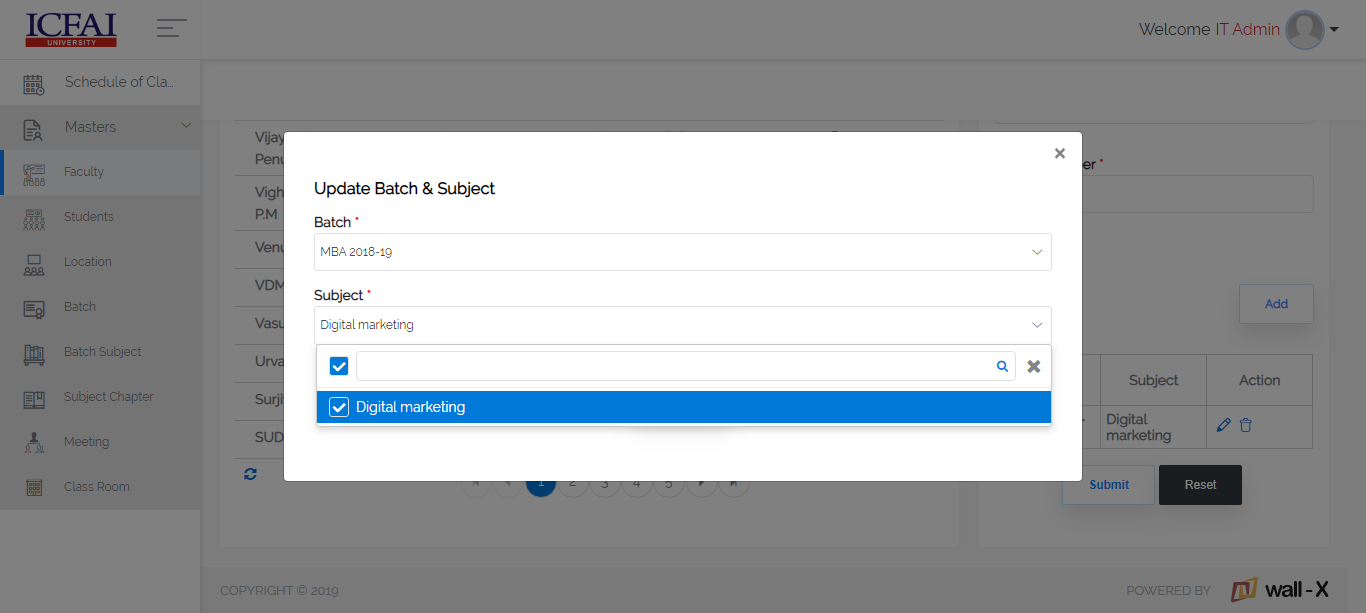 ICFAI
UNIVERSITY
Welcome IT Admin
Schedule of Cla...
Masters
Faculty
Students
Location
Batch
Batch Subject
Subject Chapter
Meeting
Class Room
Vijay
Penu
Vigh
P.M
Venu
VDM
Vasu
Urva
Surji
SUD
Update Batch & Subject
Batch *
MBA 2018-19
Subject *
Digital marketing
Digital marketing
er *
Add
Subject Action
Digital
marketing
Submit Reset
1 2 3 4 5
COPYRIGHT © 2019
POWERED BY wall-X